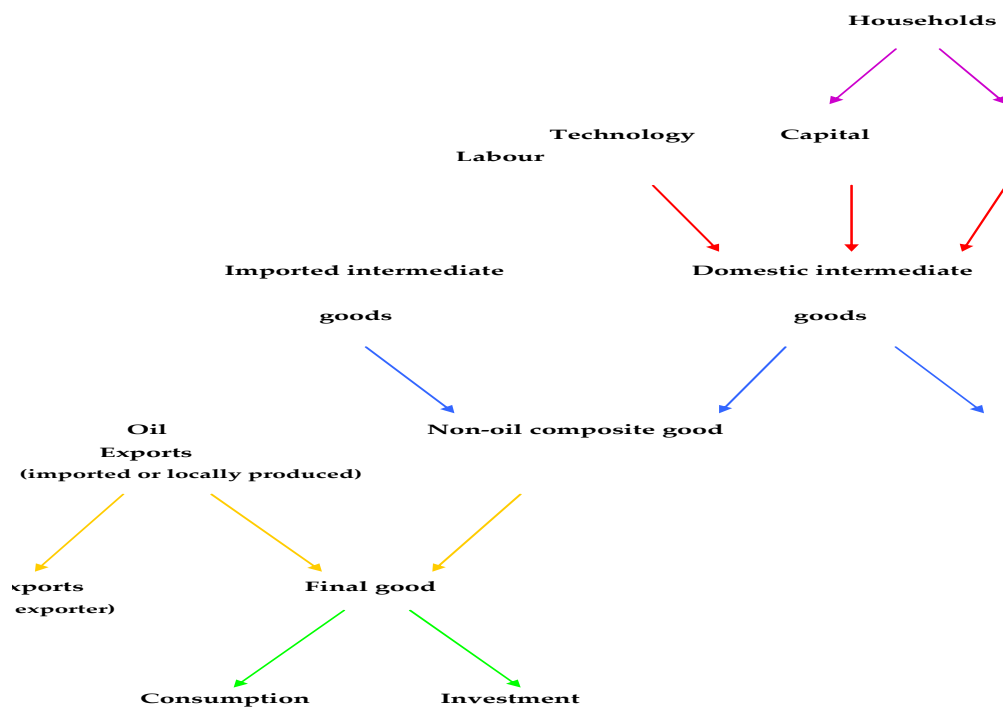 Households
Technology Capital
Labour
Imported intermediate Domestic intermediate
goods goods
Oil Non-oil composite good
Exports
(imported or locally produced)
xports Final good
exporter)
Consumption Investment